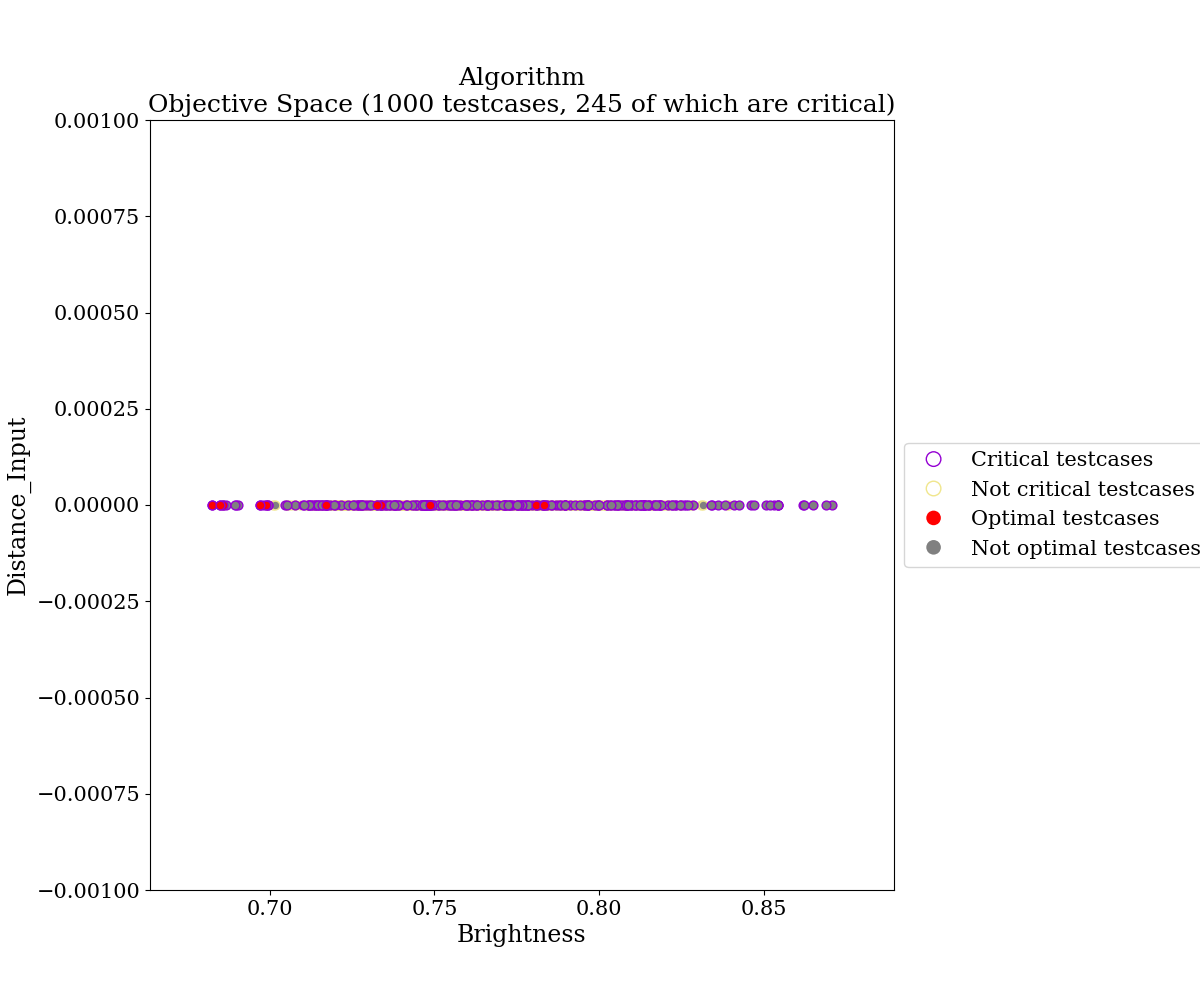 Algorithm
Objective Space (1000 testcases, 245 of which are critical)
0.00100
0.00075
0.00050
0.00025
0.00000
−0.00025
−0.00050
−0.00075
−0.00100
Distance_Input
0.70
0.75
0.80
0.85
Brightness
Critical testcases
Not critical testcases
Optimal testcases
Not optimal testcases